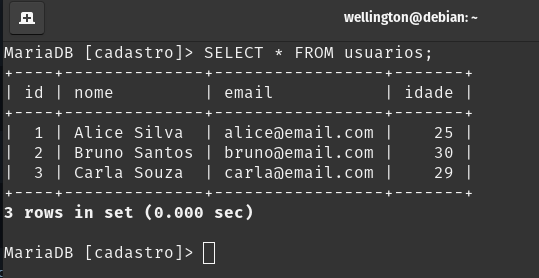 wellington@debian: ~
MariaDB [cadastro]> SELECT * FROM usuarios;
+----+--------------+-----------------+-------+
| id | nome         | email           | idade |
+----+--------------+-----------------+-------+
|  1 | Alice Silva  | alice@email.com |    25 |
|  2 | Bruno Santos | bruno@email.com |    30 |
|  3 | Carla Souza  | carla@email.com |    29 |
+----+--------------+-----------------+-------+
3 rows in set (0.000 sec)
MariaDB [cadastro]>